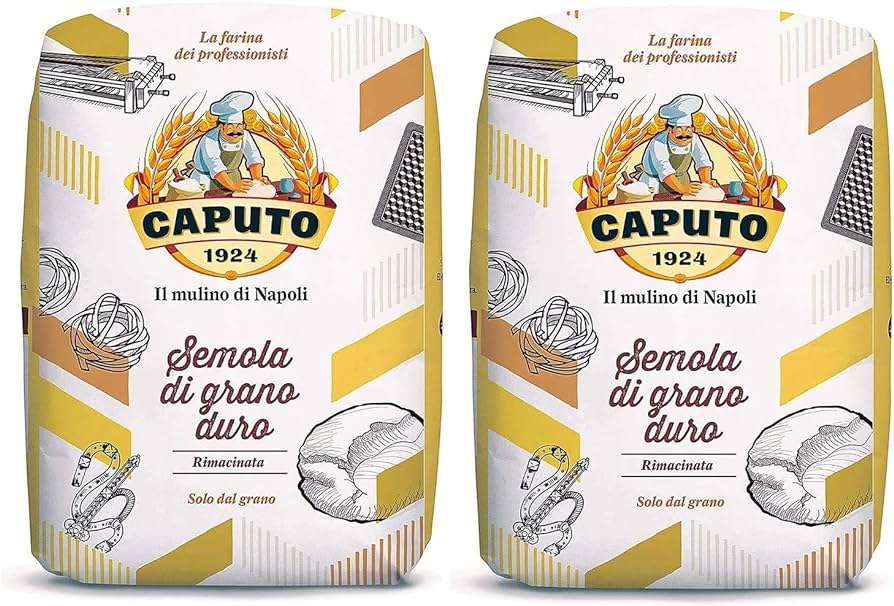 La farina
dei professionisti
CAPUTO
1924
Il mulino di Napoli
Semola
di grano
duro
Rimacinata
Solo dal grano
La farina
dei professionisti
CAPUTO
1924
Il mulino di Napoli
Semola
di grano
duro
Rimacinata
Solo dal grano